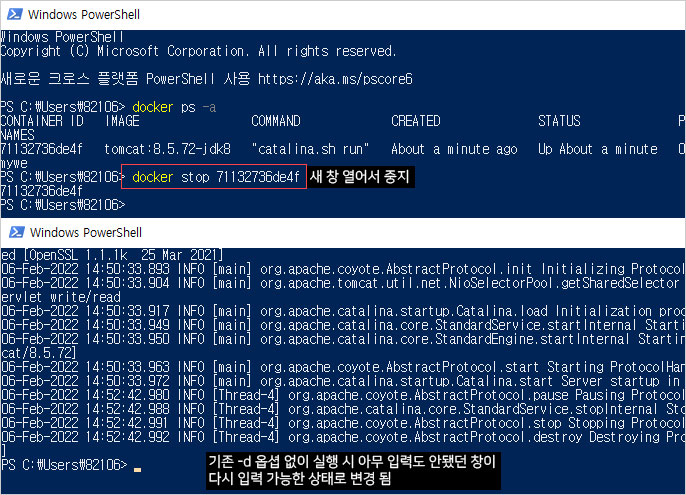 Windows PowerShell
Windows PowerShell
Copyright (C) Microsoft Corporation. All rights reserved.
새로운 크로스 플랫폼 PowerShell 사용 https://aka.ms/pscore6
PS C:₩Users₩82106> docker ps -a
CONTAINER ID IMAGE COMMAND CREATED STATUS P
NAMES
71132736de4f tomcat:8.5.72-jdk8 "catalina.sh run" About a minute ago Up About a minute 0
mywe
PS C:₩Users₩82106> docker stop 71132736de4f 새 창 열어서 중지
71132736de4f
PS C:₩Users₩82106>
Windows PowerShell
ed [OpenSSL 1.1.1k 25 Mar 2021]
06-Feb-2022 14:50:33.893 INFO [main] org.apache.coyote.AbstractProtocol.init Initializing Protocol
06-Feb-2022 14:50:33.904 INFO [main] org.apache.tomcat.util.net.NioSelectorPool.getSharedSelector
ervlet write/read
06-Feb-2022 14:50:33.917 INFO [main] org.apache.catalina.startup.Catalina.load Initialization proc
06-Feb-2022 14:50:33.949 INFO [main] org.apache.catalina.core.StandardService.startInternal Starti
06-Feb-2022 14:50:33.950 INFO [main] org.apache.catalina.core.StandardEngine.startInternal Startin
cat/8.5.72]
06-Feb-2022 14:50:33.963 INFO [main] org.apache.coyote.AbstractProtocol.start Starting ProtocolHan
06-Feb-2022 14:50:33.972 INFO [main] org.apache.catalina.startup.Catalina.start Server startup in
06-Feb-2022 14:52:42.980 INFO [Thread-4] org.apache.coyote.AbstractProtocol.pause Pausing Protocol
06-Feb-2022 14:52:42.988 INFO [Thread-4] org.apache.catalina.core.StandardService.stopInternal Sto
06-Feb-2022 14:52:42.991 INFO [Thread-4] org.apache.coyote.AbstractProtocol.stop Stopping Protocol
06-Feb-2022 14:52:42.992 INFO [Thread-4] org.apache.coyote.AbstractProtocol.destroy Destroying Pro
]
PS C:₩Users₩82106>
기존 -d 옵셥 없이 실행 시 아무 입력도 안됐던 창이
다시 입력 가능한 상태로 변경 됨